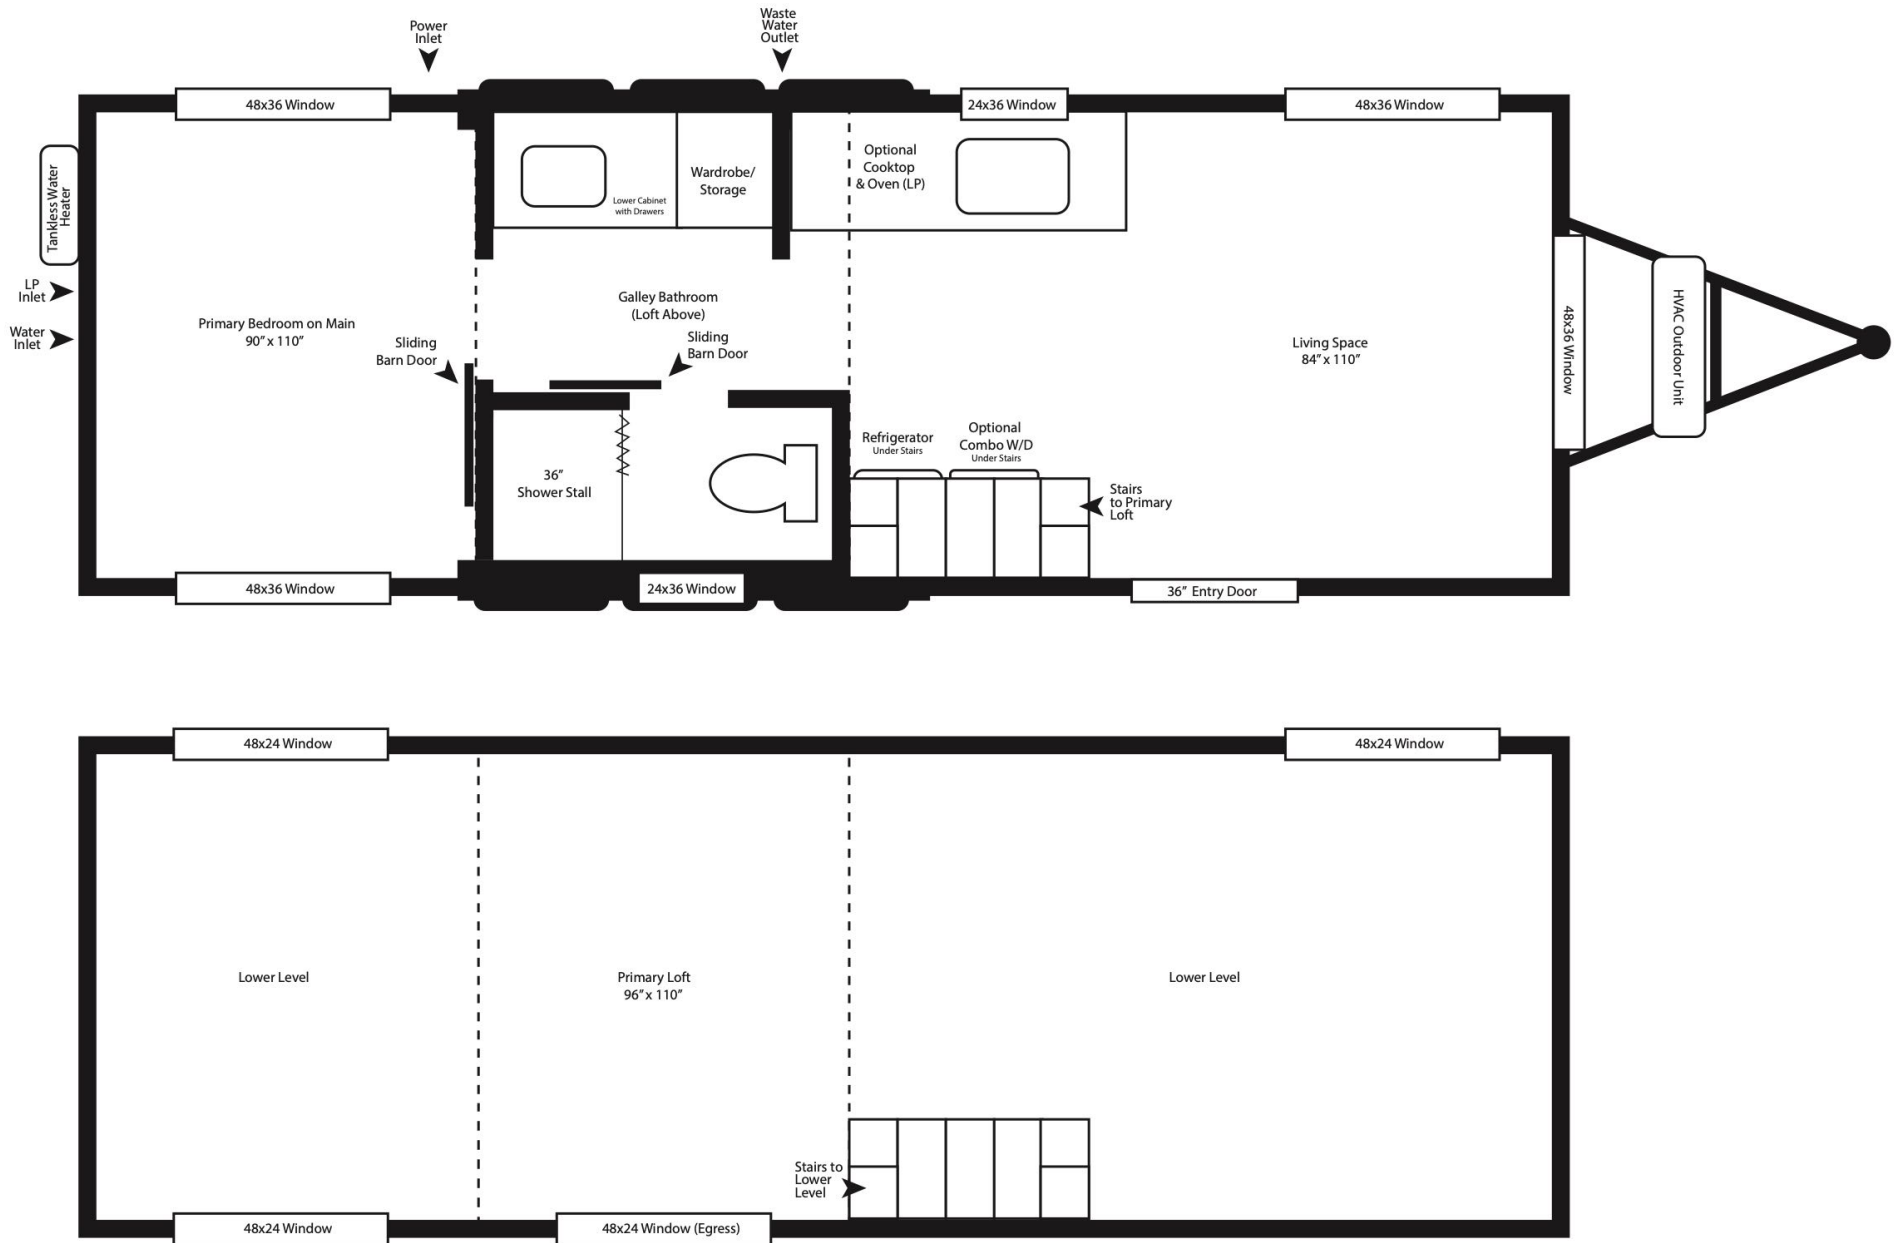 Power
Inlet
Waste
Water
Outlet
48x36 Window
24x36 Window
48x36 Window
Tankless Water
Heater
Wardrobe/
Storage
Lower Cabinet
with Drawers
Optional
Cooktop
& Oven (LP)
LP
Inlet
Water
Inlet
Primary Bedroom on Main
90” x 110”
Galley Bathroom
(Loft Above)
Sliding
Barn Door
Sliding
Barn Door
Living Space
84” x 110”
48x36 Window
HVAC Outdoor Unit
Refrigerator
Under Stairs
Optional
Combo W/D
Under Stairs
36”
Shower Stall
Stairs
to Primary
Loft
48x36 Window
24x36 Window
36” Entry Door
48x24 Window
48x24 Window
Lower Level
Primary Loft
96” x 110”
Lower Level
Stairs to
Lower
Level
48x24 Window
48x24 Window (Egress)